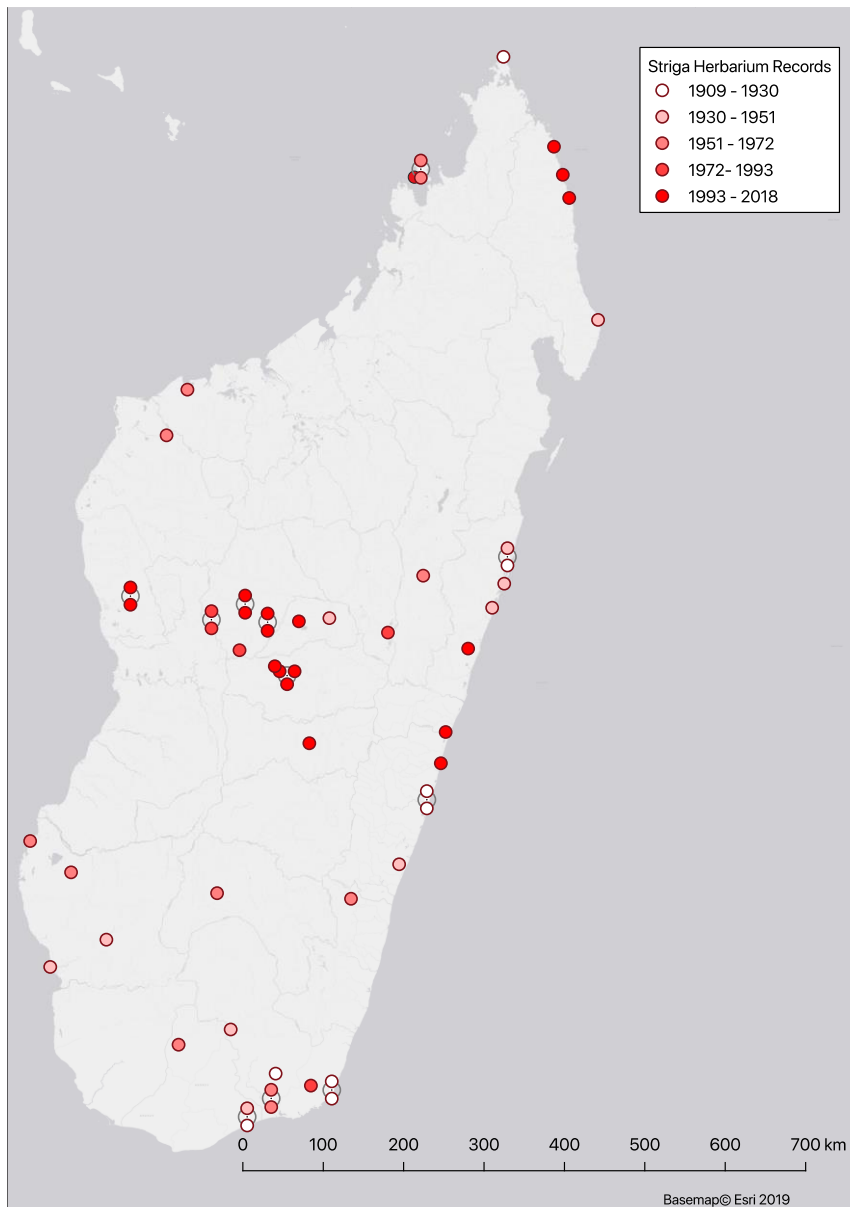 Striga Herbarium Records
1909 - 1930
1930 - 1951
1951 - 1972
1972- 1993
1993 - 2018
0 100 200 300 400 500 600 700 km
Basemap© Esri 2019